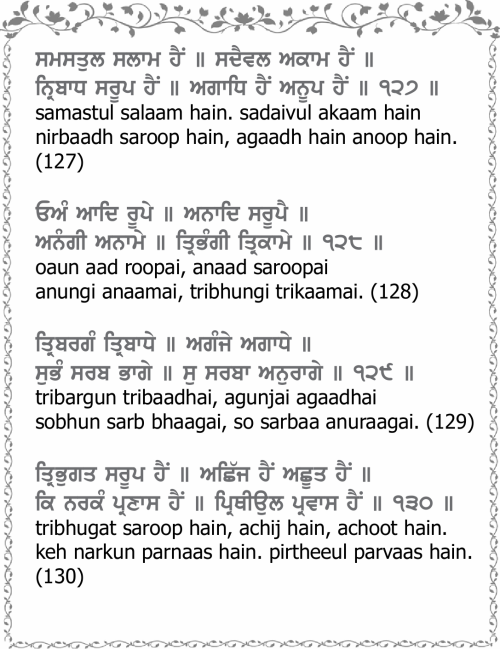 ਸਮਸਤੁਲ ਸਲਾਮ ਹੈਂ ॥ ਸਦੈਵਲ ਅਕਾਮ ਹੈਂ ॥
ਨ੍ਰਿਬਾਧ ਸਰੂਪ ਹੈਂ ॥ ਅਗਾਧਿ ਹੈਂ ਅਨੂਪ ਹੈਂ ॥ ੧੨੭ ॥
samastul salaam hain. sadaivul akaam hain
nirbaadh saroop hain, agaadh hain anoop hain.
(127)
ਓਅੰ ਆਦਿ ਰੂਪੇ ॥ ਅਨਾਦਿ ਸਰੂਪੈ ॥
ਅਨੰਗੀ ਅਨਾਮੇ ॥ ਤ੍ਰਿਭੰਗੀ ਤ੍ਰਿਕਾਮੇ ॥ ੧੨੮ ॥
oaun aad roopai, anaad saroopai
anungi anaamai, tribhungi trikaamai. (128)
ਤ੍ਰਿਬਰਗੰ ਤ੍ਰਿਬਾਧੇ ॥ ਅਗੰਜੇ ਅਗਾਧੇ ॥
ਸੁਭੰ ਸਰਬ ਭਾਗੇ ॥ ਸੁ ਸਰਬਾ ਅਨੁਰਾਗੇ ॥ ੧੨੯ ॥
tribargun tribaadhai, agunjai agaadhai
sobhun sarb bhaagai, so sarbaa anuraagai. (129)
ਤ੍ਰਿਭੁਗਤ ਸਰੂਪ ਹੈਂ ॥ ਅਛਿੱਜ ਹੈਂ ਅਛੂਤ ਹੈਂ ॥
ਕਿ ਨਰਕੰ ਪ੍ਰਣਾਸ ਹੈਂ ॥ ਪ੍ਰਿਥੀਉਲ ਪ੍ਰਵਾਸ ਹੈਂ ॥ ੧੩੦ ॥
tribhugat saroop hain, achij hain, achoot hain.
keh narkun parnaas hain. pirtheeul parvaas hain.
(130)